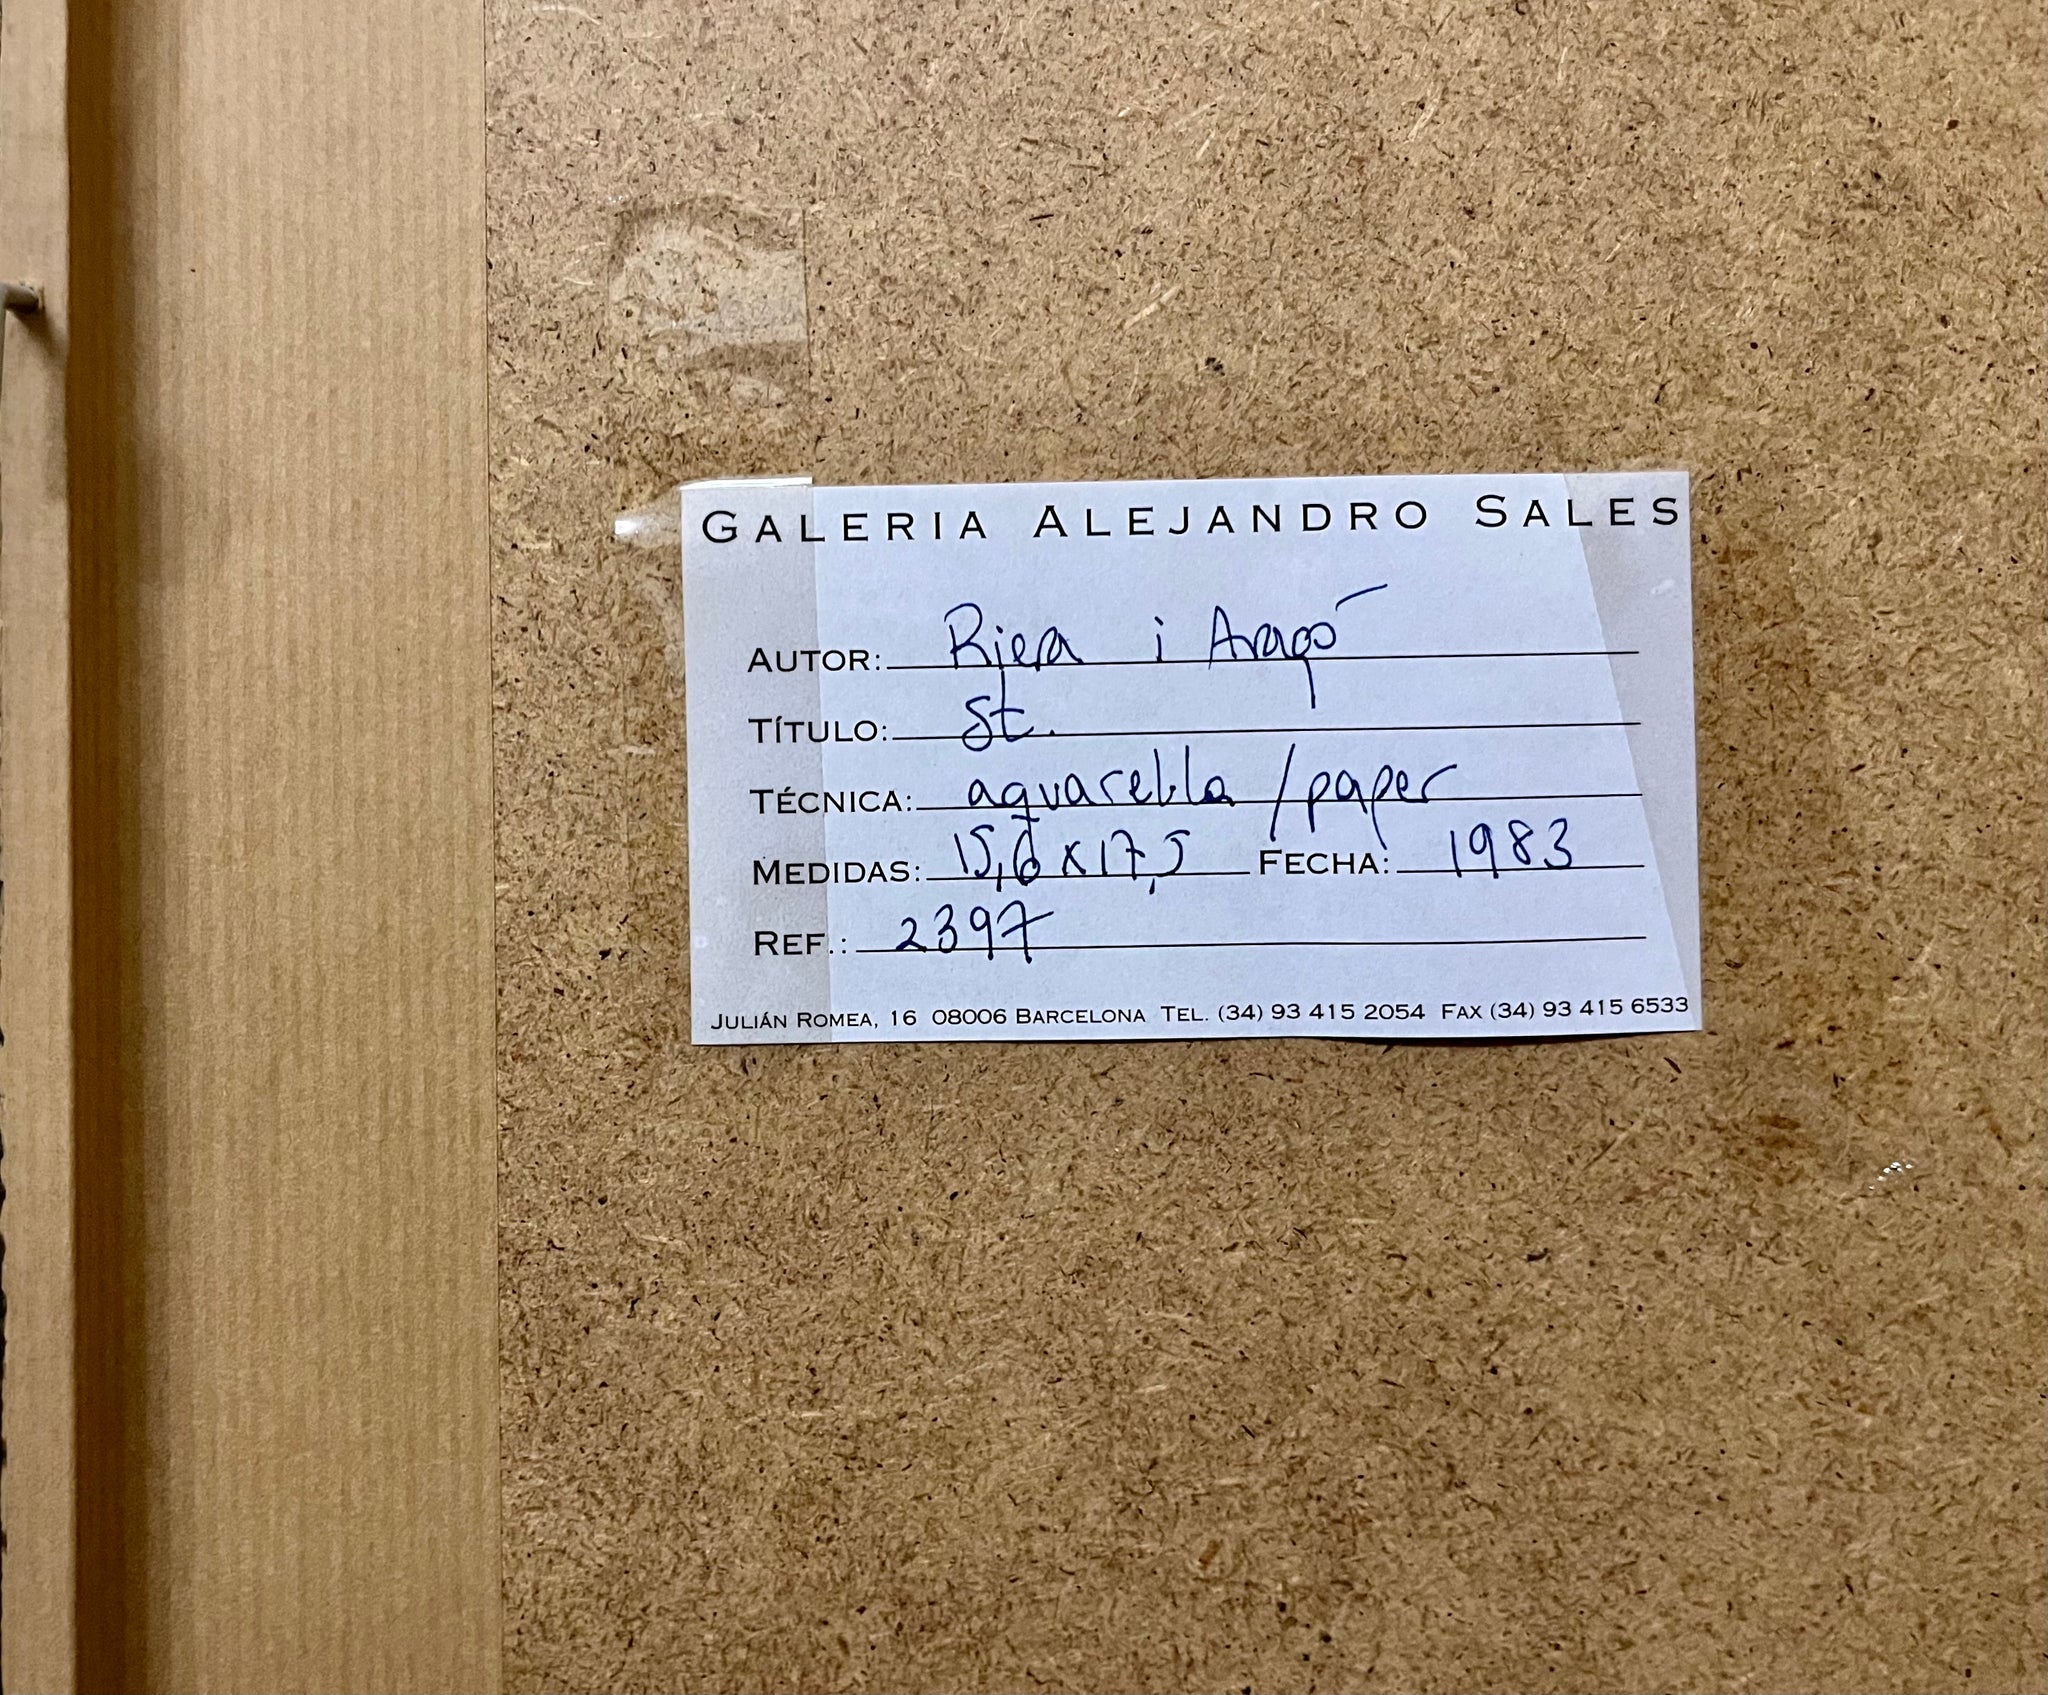 GALERIA ALEJANDRO SALES
AUTOR: Riera i Aragó
TÍTULO: St.
TÉCNICA: aquarel·la / paper
MEDIDAS: 15,6 x 17,5 FECHA: 1983
REF.: 2397
JULIÁN ROMEA, 16 08006 BARCELONA TEL. (34) 93 415 2054 FAX (34) 93 415 6533